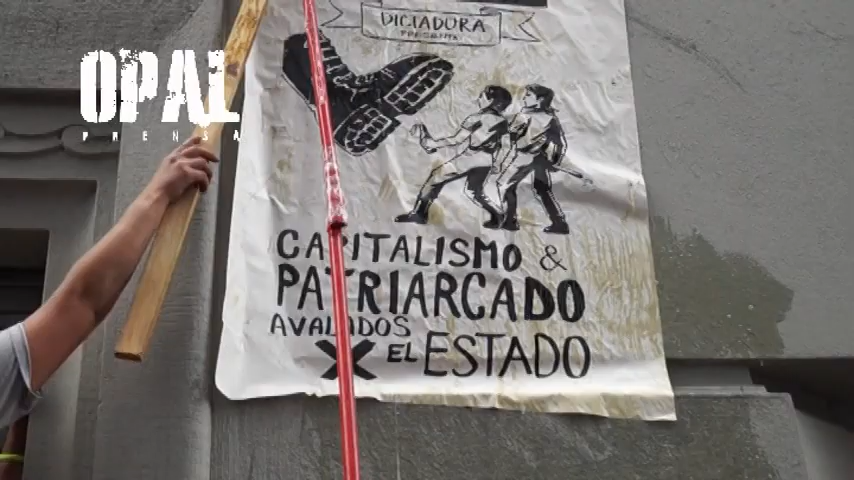 OPAL
PRENSA
DICTADURA
CAPITALISMO &
PATRIARCADO
AVALADOS
X EL ESTADO